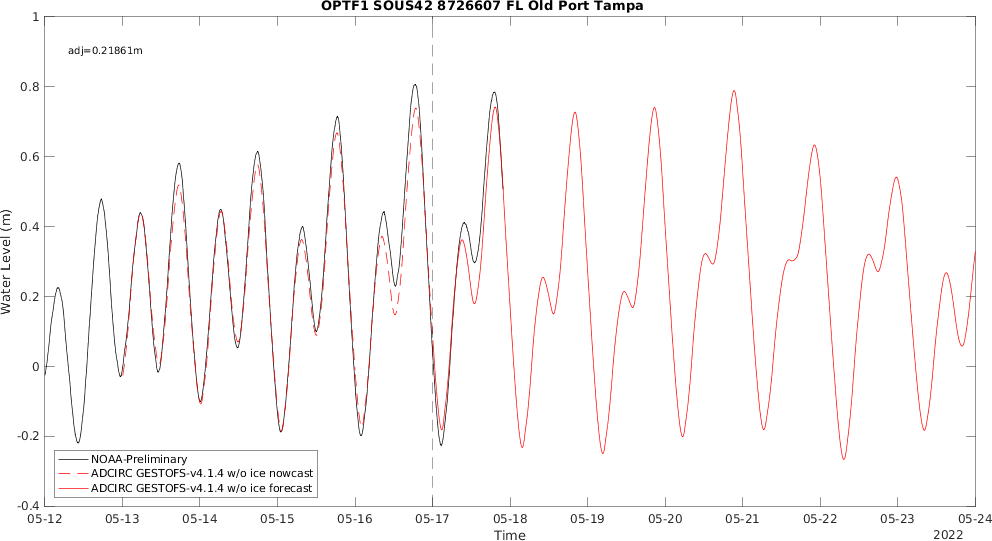 OPTF1 SOUS42 8726607 FL Old Port Tampa
adj=0.21861m
Water Level (m)
1
0.8
0.6
0.4
0.2
0
-0.2
-0.4
NOAA-Preliminary
ADCIRC GESTOFS-v4.1.4 w/o ice nowcast
ADCIRC GESTOFS-v4.1.4 w/o ice forecast
05-12 05-13 05-14 05-15 05-16 05-17 05-18 05-19 05-20 05-21 05-22 05-23 05-24
Time
2022